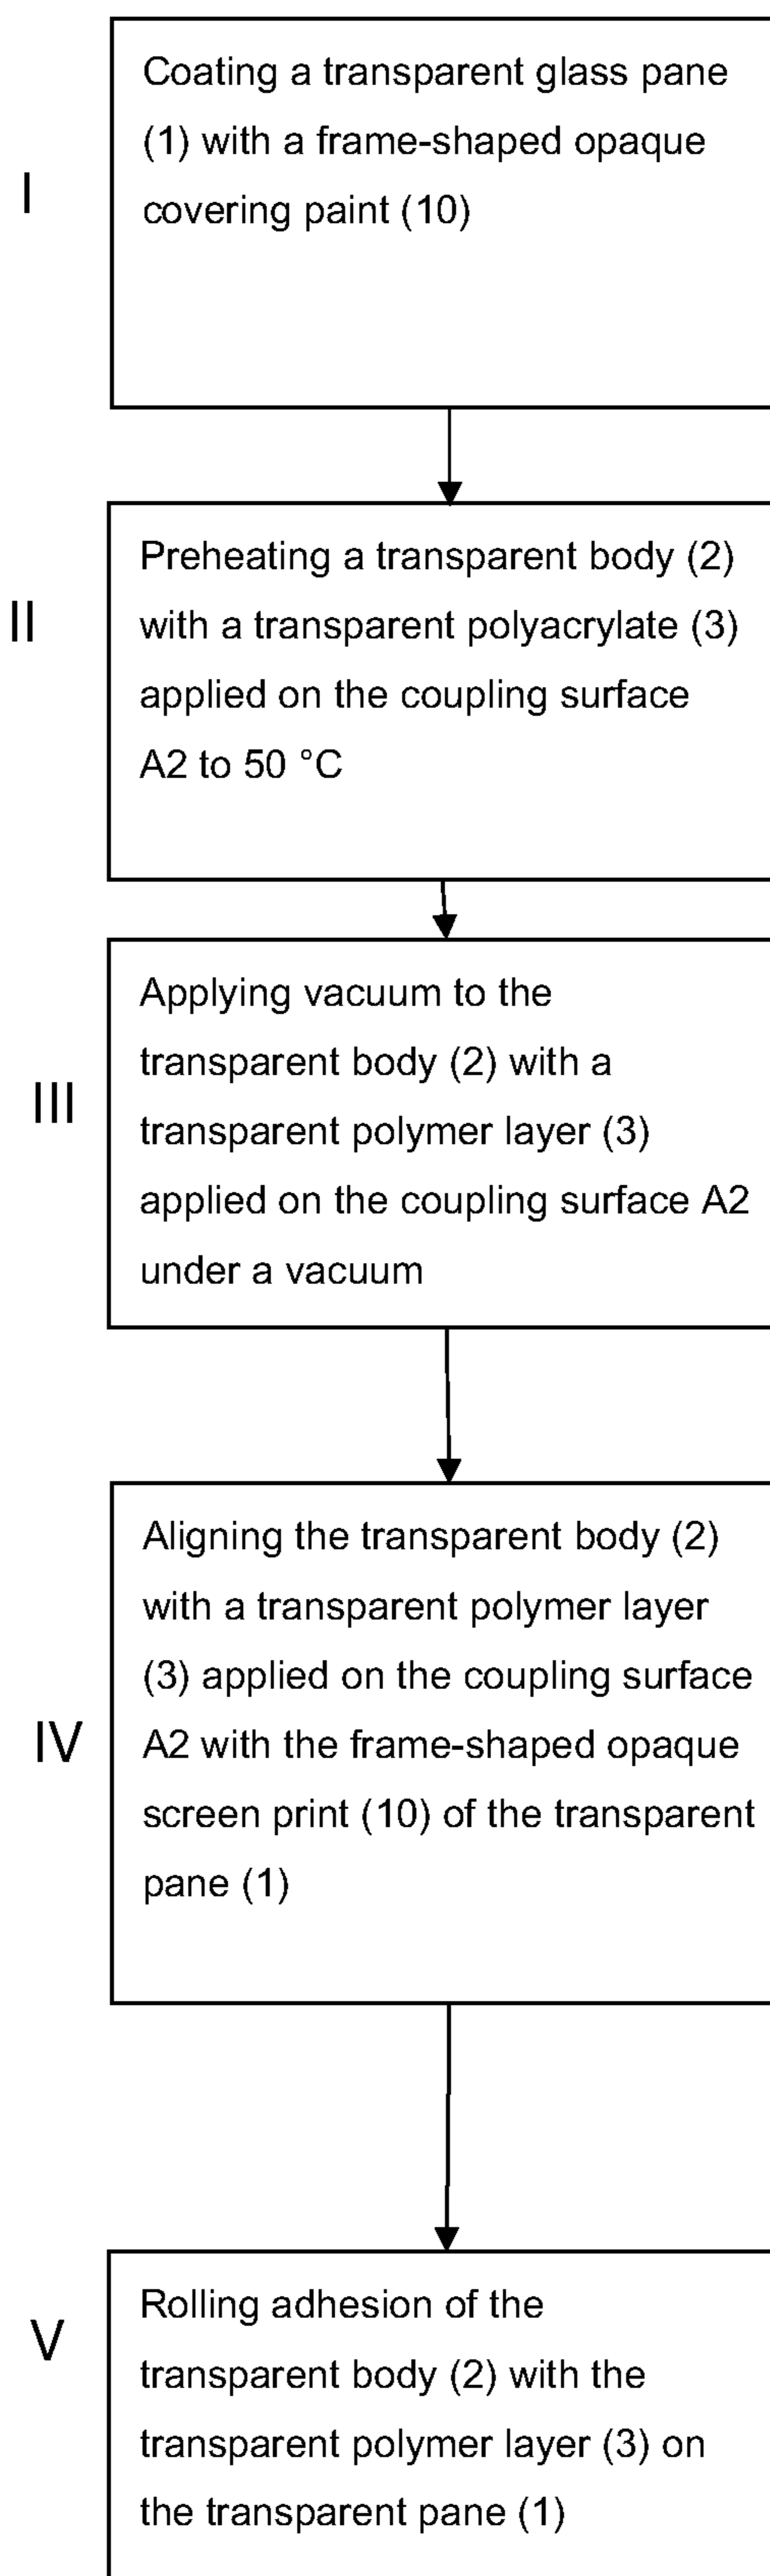 I
Coating a transparent glass pane
(1) with a frame-shaped opaque
covering paint (10)
II
Preheating a transparent body (2)
with a transparent polyacrylate (3)
applied on the coupling surface
A2 to 50 °C
III
Applying vacuum to the
transparent body (2) with a
transparent polymer layer (3)
applied on the coupling surface A2
under a vacuum
IV
Aligning the transparent body (2)
with a transparent polymer layer
(3) applied on the coupling surface
A2 with the frame-shaped opaque
screen print (10) of the transparent
pane (1)
V
Rolling adhesion of the
transparent body (2) with the
transparent polymer layer (3) on
the transparent pane (1)